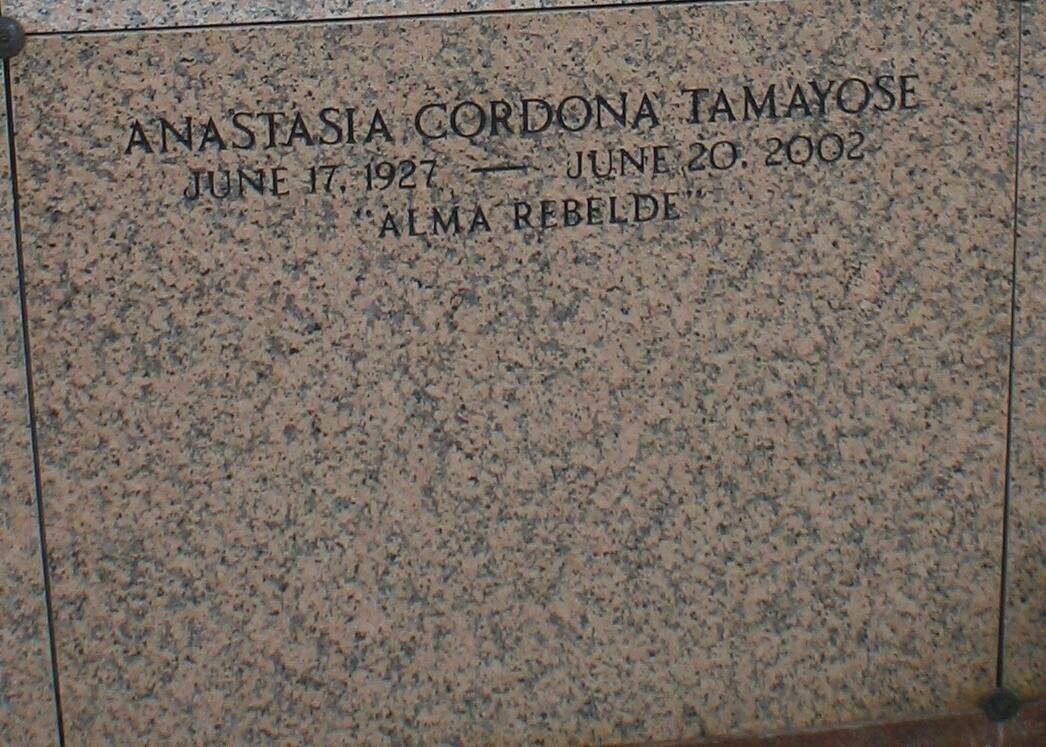 ANASTASIA CORDONA TAMAYOSE
JUNE 17, 1927 — JUNE 20, 2002
"ALMA REBELDE"